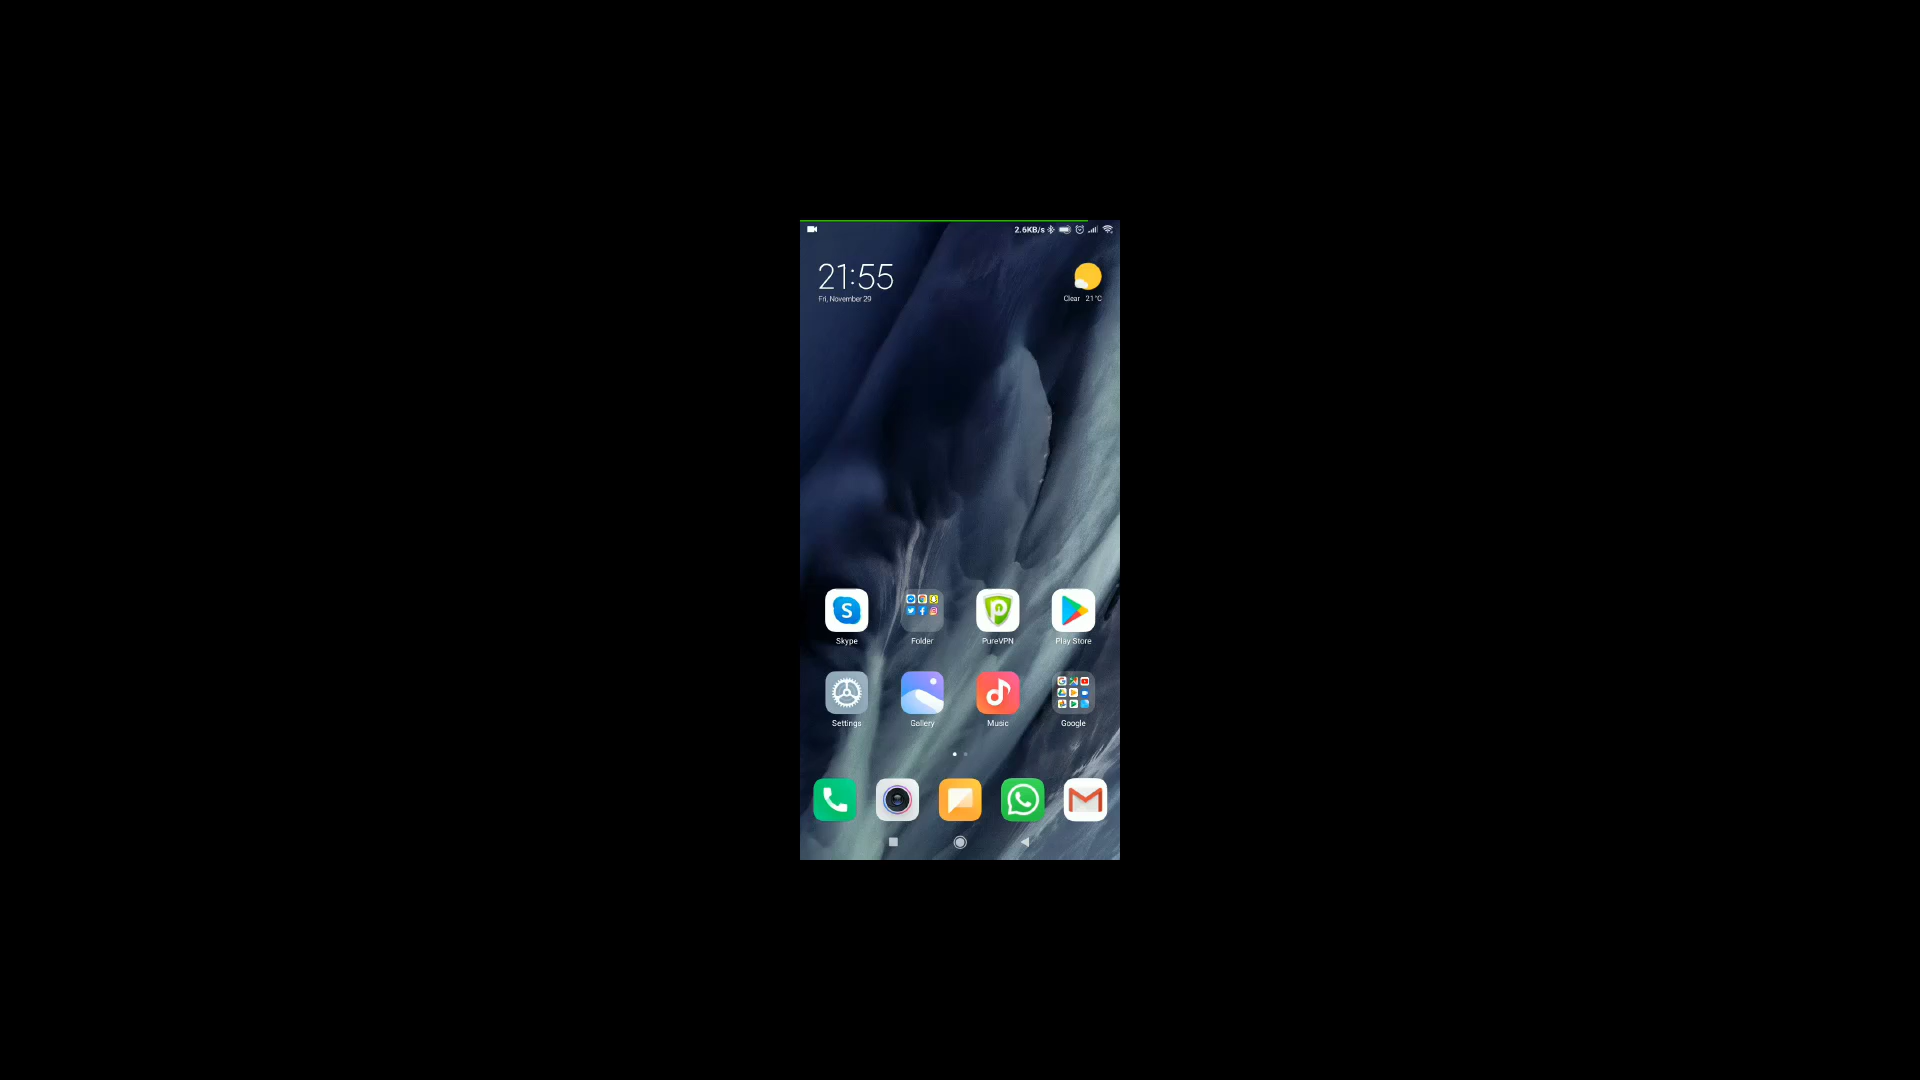 2.6KB/s
21:55
Fri, November 29
Clear 21°C
Skype
Folder
PureVPN
Play Store
Settings
Gallery
Music
Google